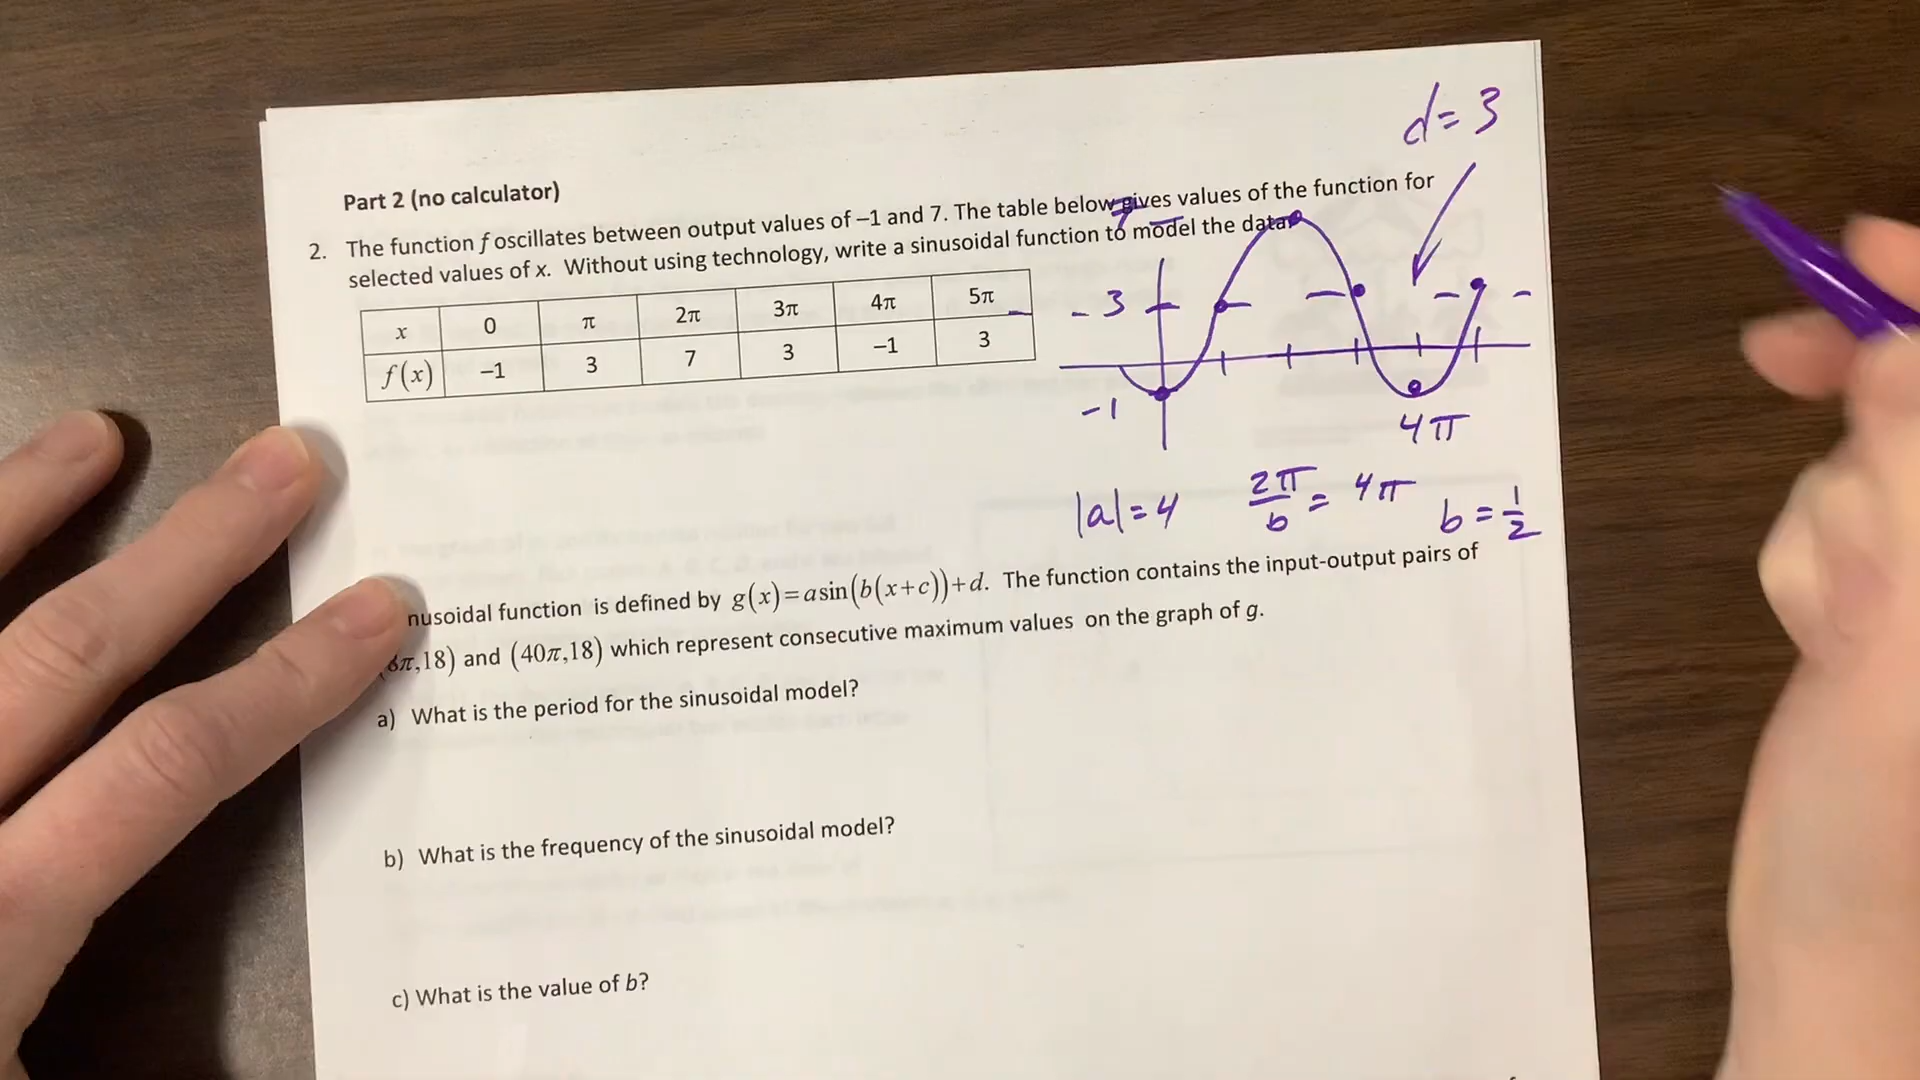 d = 3
Part 2 (no calculator)
2. The function f oscillates between output values of –1 and 7. The table below gives values of the function for
selected values of x. Without using technology, write a sinusoidal function to model the data.
x 0 π 2π 3π 4π 5π
f(x) –1 3 7 3 –1 3
7
3
-1
4π
|a| = 4 2π/b = 4π b = 1/2
nusoidal function is defined by g(x) = a sin(b(x+c)) + d. The function contains the input-output pairs of
π,18) and (40π,18) which represent consecutive maximum values on the graph of g.
a) What is the period for the sinusoidal model?
b) What is the frequency of the sinusoidal model?
c) What is the value of b?